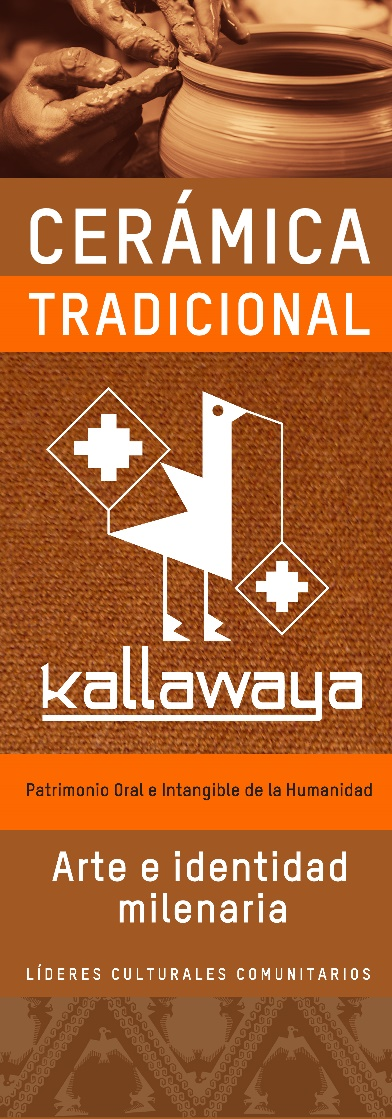 CERÁMICA
TRADICIONAL
kallawaya
Patrimonio Oral e Intangible de la Humanidad
Arte e identidad
milenaria
LÍDERES CULTURALES COMUNITARIOS